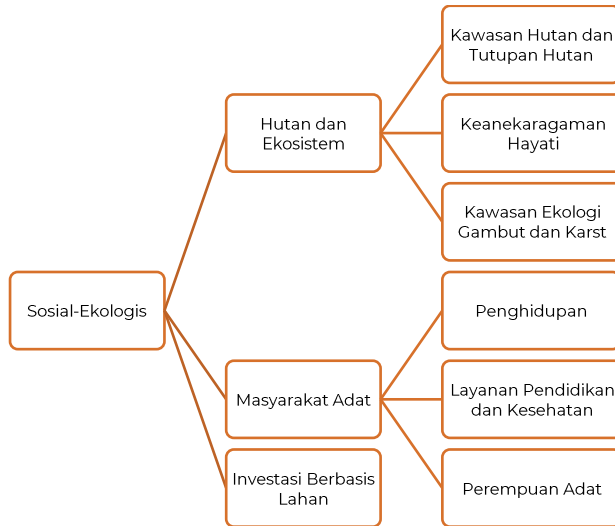 Sosial-Ekologis
Hutan dan
Ekosistem
Kawasan Hutan dan
Tutupan Hutan
Keanekaragaman
Hayati
Kawasan Ekologi
Gambut dan Karst
Masyarakat Adat
Penghidupan
Layanan Pendidikan
dan Kesehatan
Perempuan Adat
Investasi Berbasis
Lahan